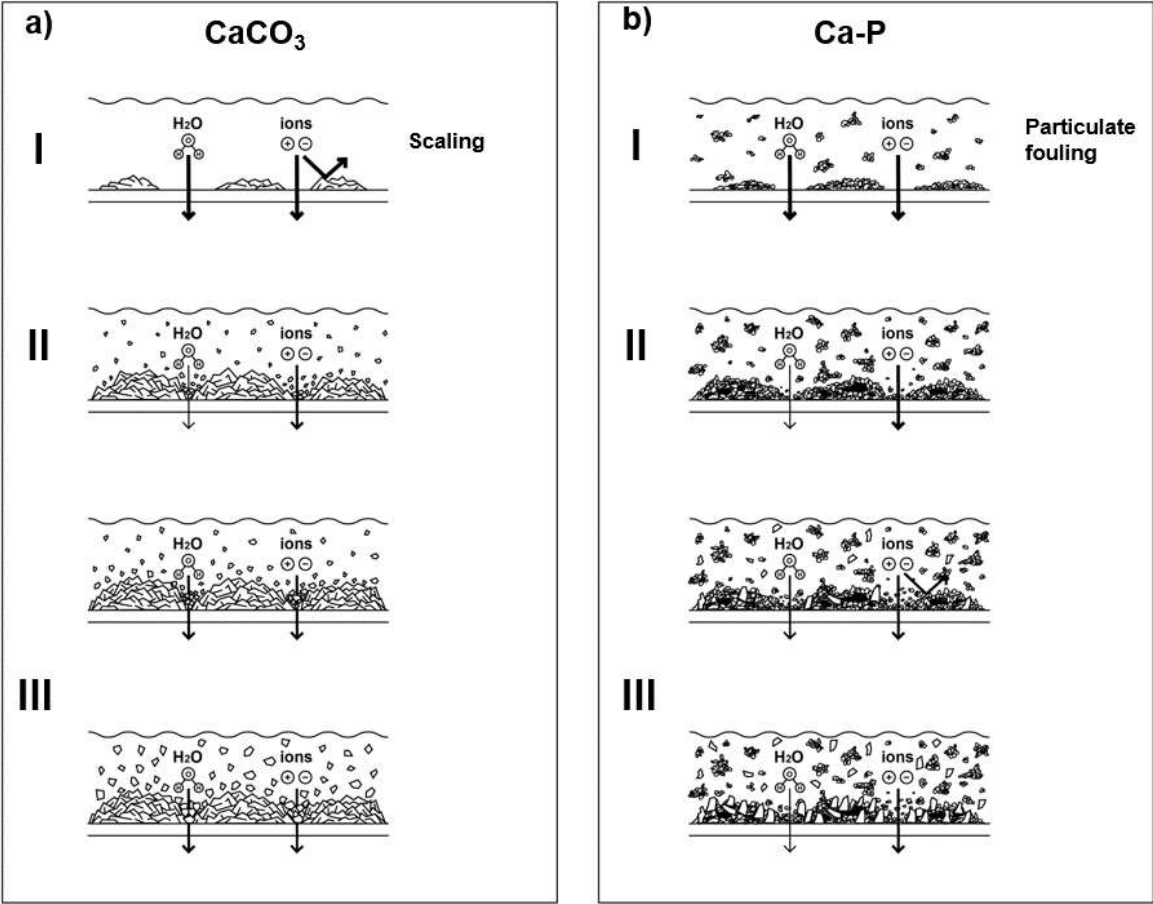 a)
CaCO3
I
H2O
ions
Scaling
II
H2O
ions
H2O
ions
III
H2O
ions
b)
Ca-P
I
H2O
ions
Particulate
fouling
II
H2O
ions
H2O
ions
III
H2O
ions